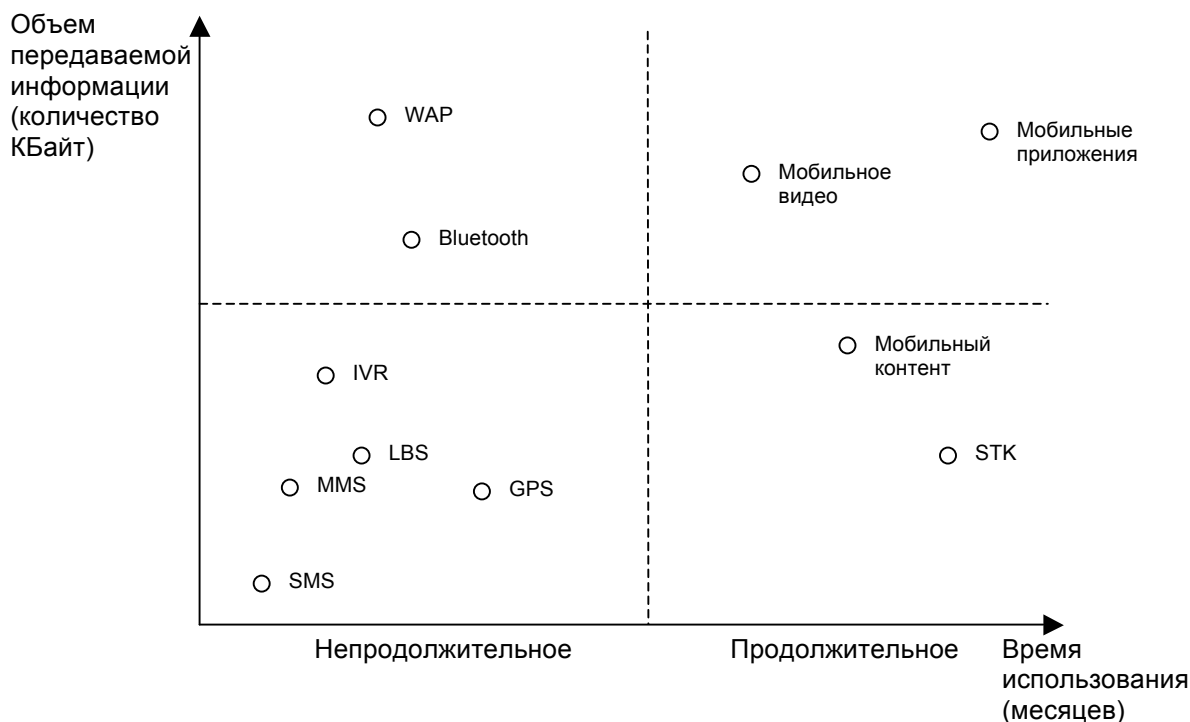 Объем
передаваемой
информации
(количество
КБайт)
WAP
Мобильные
приложения
Мобильное
видео
Bluetooth
Мобильный
контент
IVR
LBS
STK
MMS
GPS
SMS
Непродолжительное
Продолжительное
Время
использования
(месяцев)